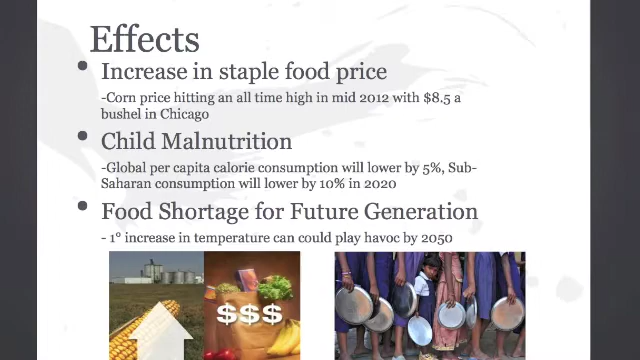 Effects
• Increase in staple food price
-Corn price hitting an all time high in mid 2012 with $8.5 a
bushel in Chicago
• Child Malnutrition
-Global per capita calorie consumption will lower by 5%, Sub-
Saharan consumption will lower by 10% in 2020
• Food Shortage for Future Generation
- 1° increase in temperature can could play havoc by 2050
$$$